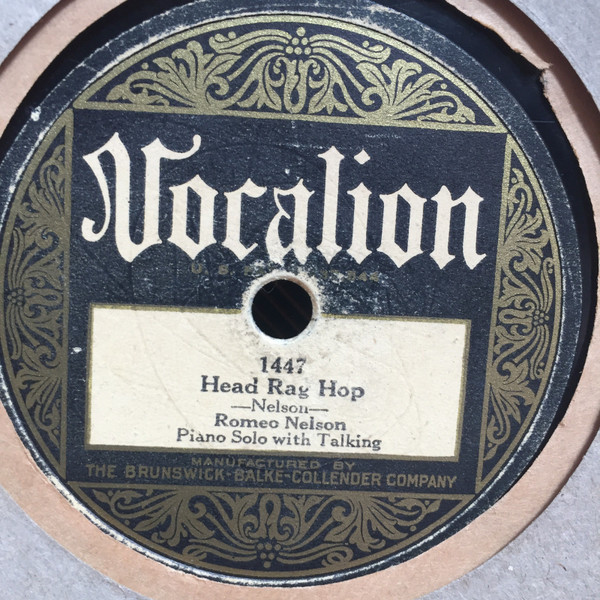 Vocalion
U. S.
1447
Head Rag Hop
—Nelson—
Romeo Nelson
Piano Solo with Talking
MANUFACTURED BY
THE BRUNSWICK-BALKE-COLLENDER COMPANY